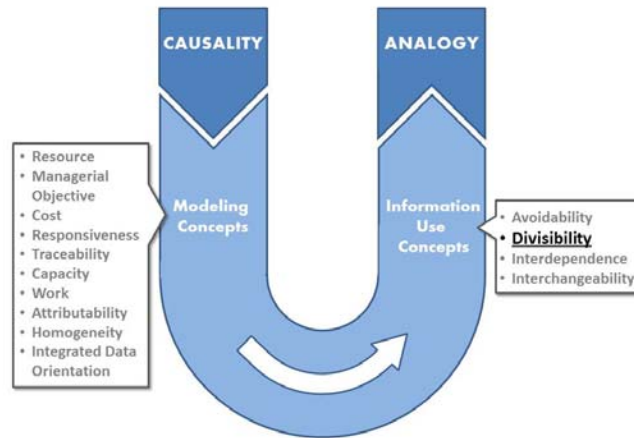 CAUSALITY
ANALOGY
• Resource
• Managerial
Objective
• Cost
• Responsiveness
• Traceability
• Capacity
• Work
• Attributability
• Homogeneity
• Integrated Data
Orientation
Modeling
Concepts
Information
Use
Concepts
• Avoidability
• Divisibility
• Interdependence
• Interchangeability